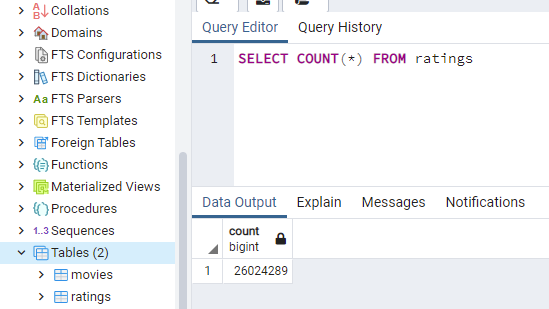 Collations
Domains
FTS Configurations
FTS Dictionaries
Aa FTS Parsers
FTS Templates
Foreign Tables
Functions
Materialized Views
Procedures
1..3 Sequences
Tables (2)
movies
ratings
Query Editor Query History
1 SELECT COUNT(*) FROM ratings
Data Output Explain Messages Notifications
count
bigint
1 26024289